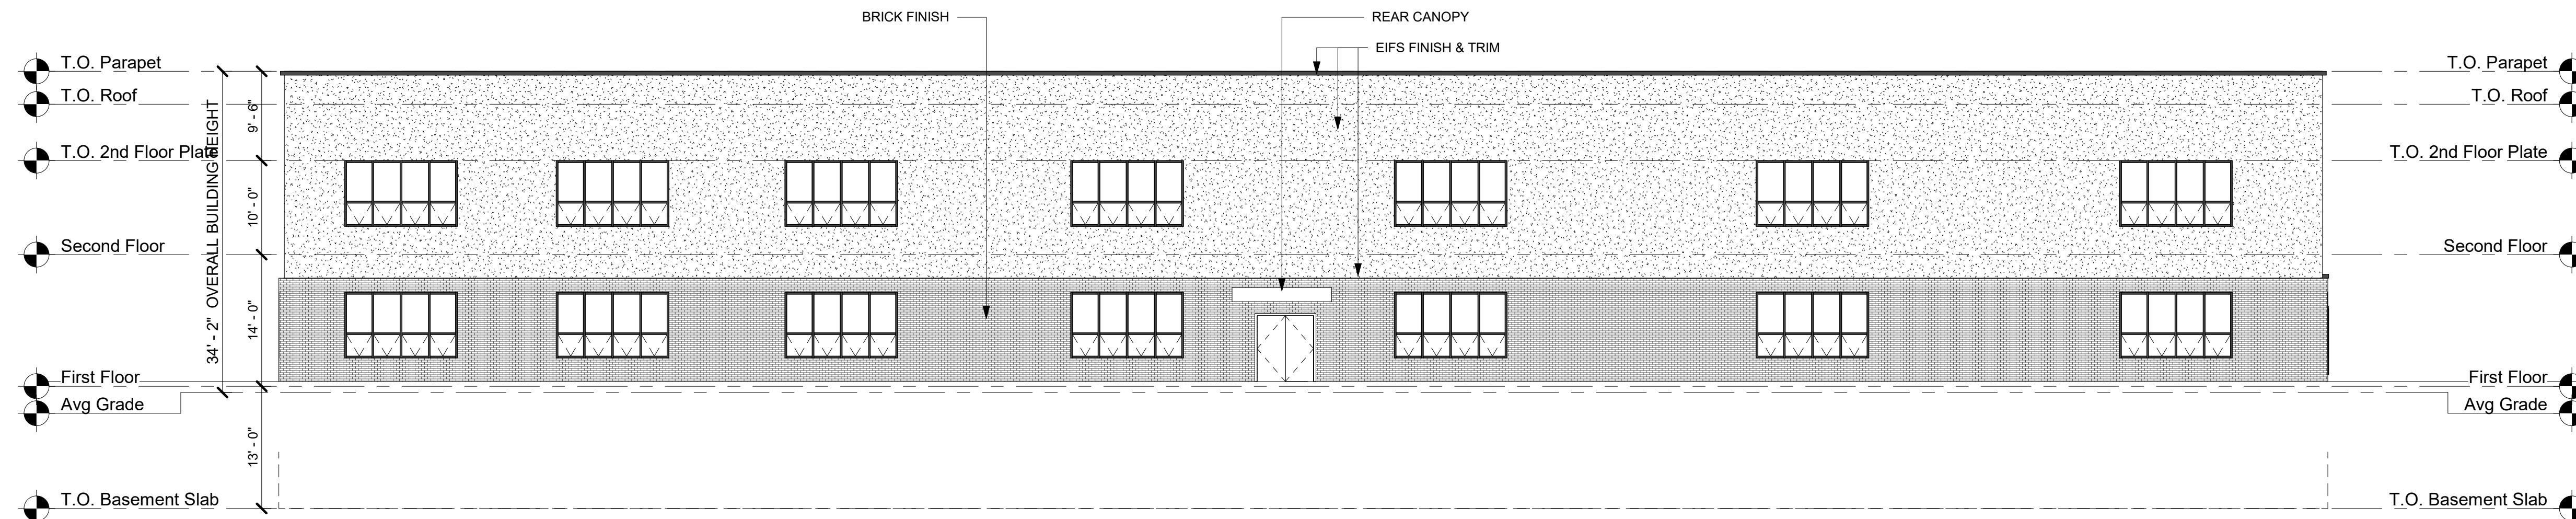 BRICK FINISH
REAR CANOPY
EIFS FINISH & TRIM
T.O. Parapet
T.O. Parapet
T.O. Roof
T.O. Roof
9' - 6"
T.O. 2nd Floor Plate
T.O. 2nd Floor Plate
34' - 2" OVERALL BUILDING HEIGHT
10' - 0"
Second Floor
Second Floor
14' - 0"
First Floor
First Floor
Avg Grade
Avg Grade
13' - 0"
T.O. Basement Slab
T.O. Basement Slab